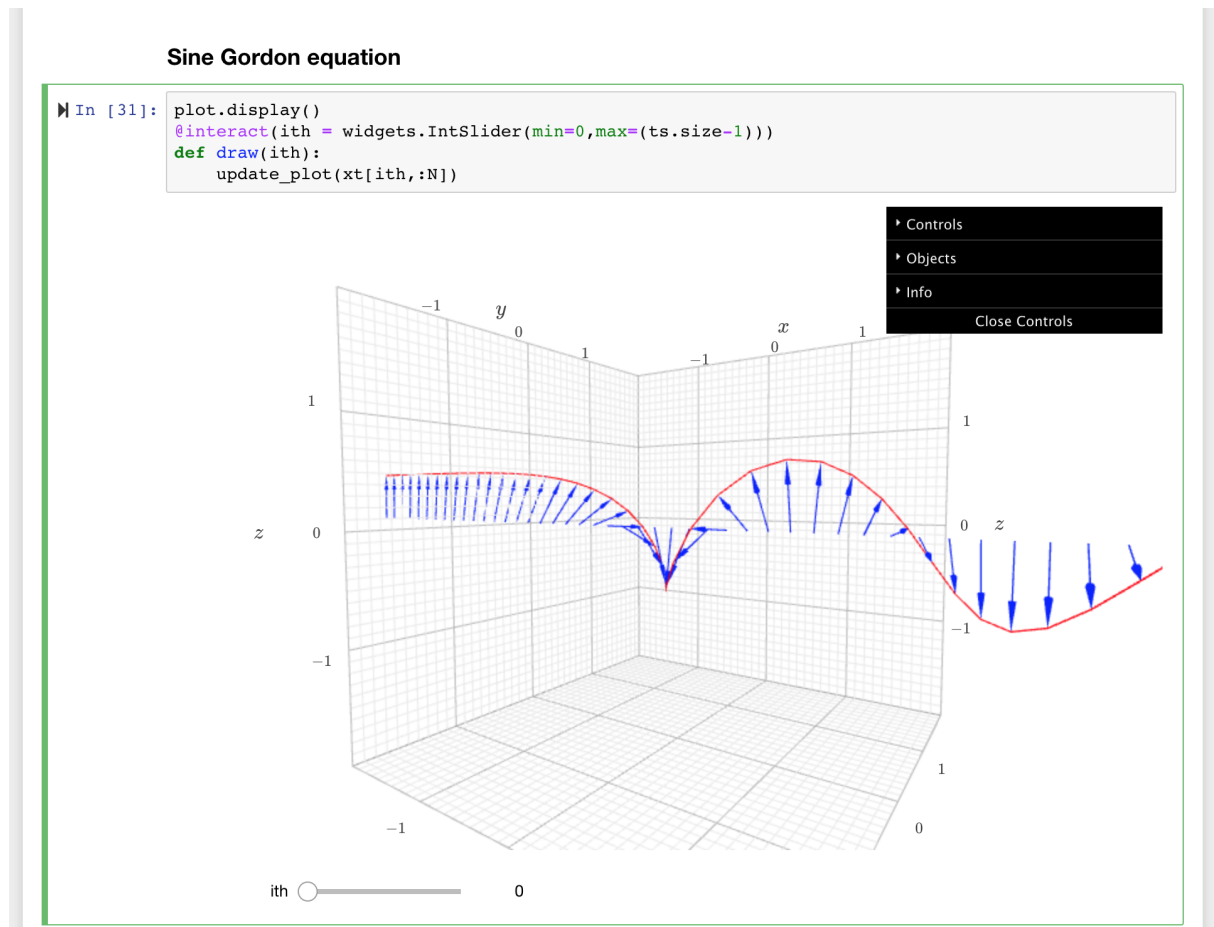 Sine Gordon equation
In [31]:
plot.display()
@interact(ith = widgets.IntSlider(min=0,max=(ts.size-1)))
def draw(ith):
    update_plot(xt[ith,:N])
Controls
Objects
Info
Close Controls
−1
y
0
1
−1
x
0
1
1
1
z
0
0
z
−1
−1
1
−1
0
ith
0